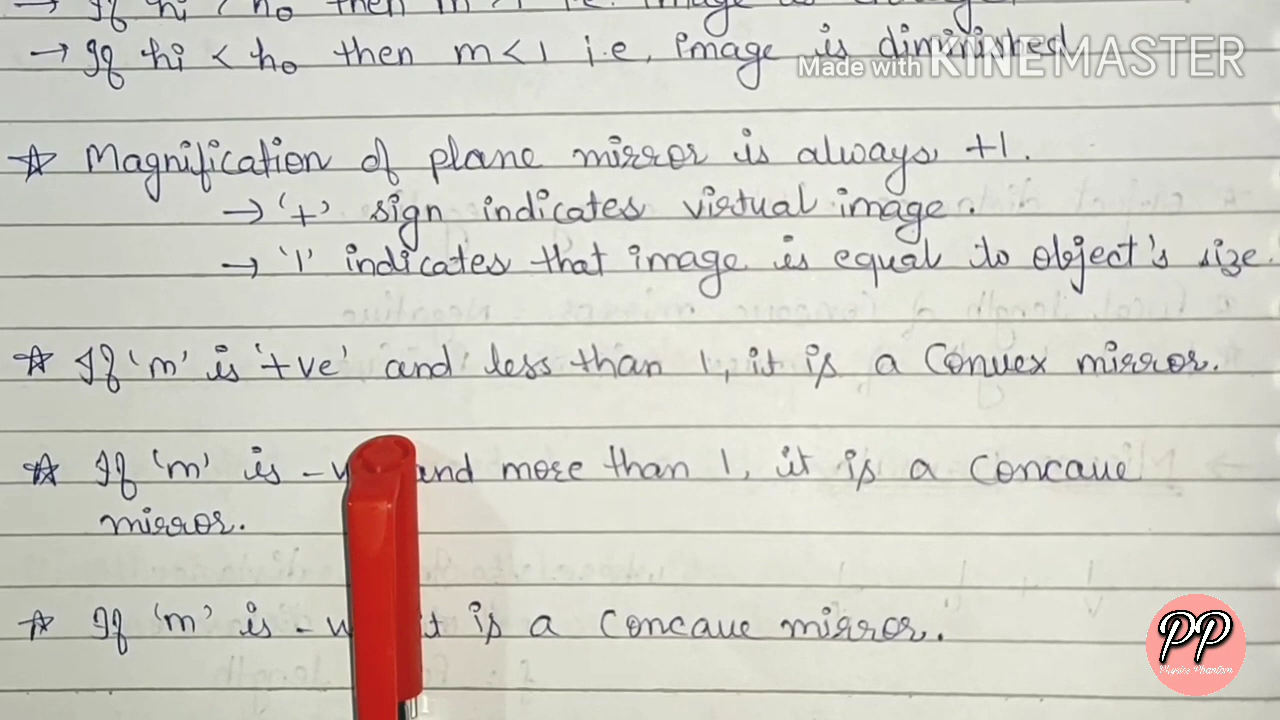 → If hi < ho then m < 1 i.e, image is diminished
Made with KINEMASTER
☆ Magnification of plane mirror is always +1.
→ '+' sign indicates virtual image.
→ '1' indicates that image is equal to object's size.
☆ If 'm' is '+ve' and less than 1, it is a Convex mirror.
☆ If 'm' is and more than 1, it is a Concave
mirror.
☆ If 'm' is it is a Concave mirror.
PP
Physics Phantom